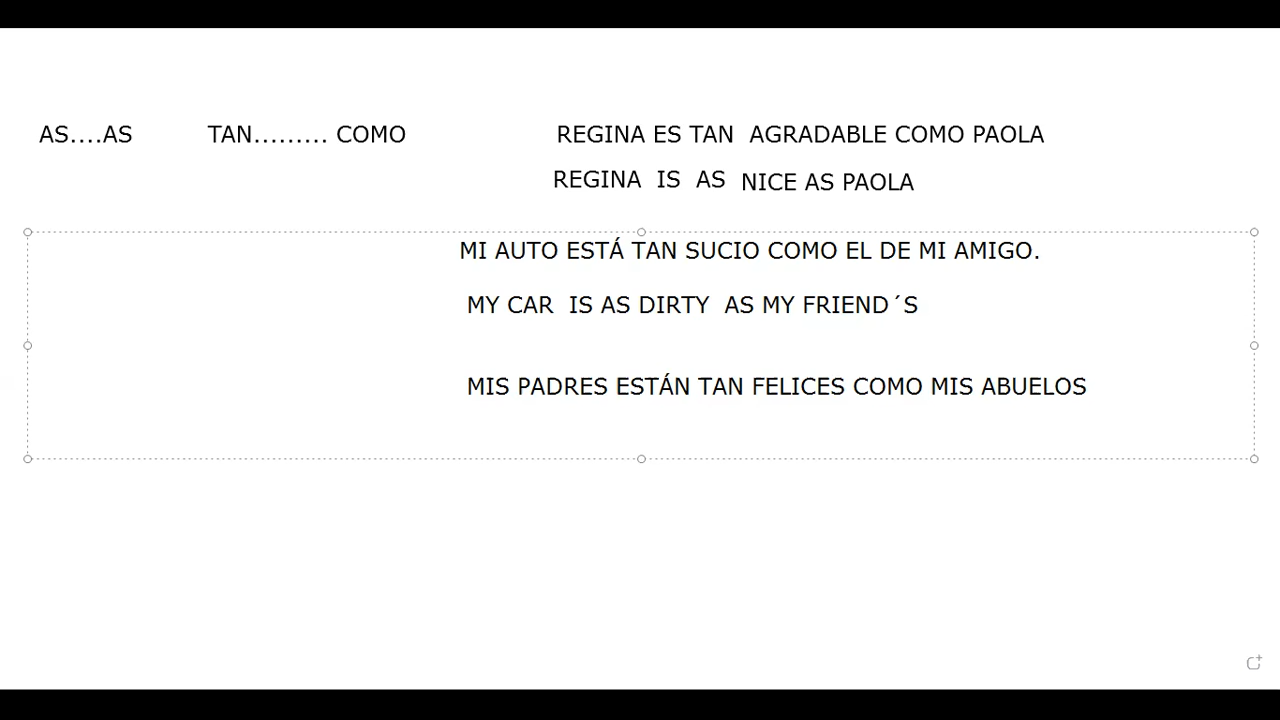 AS....AS TAN......... COMO REGINA ES TAN AGRADABLE COMO PAOLA
REGINA IS AS NICE AS PAOLA
MI AUTO ESTÁ TAN SUCIO COMO EL DE MI AMIGO.
MY CAR IS AS DIRTY AS MY FRIEND´S
MIS PADRES ESTÁN TAN FELICES COMO MIS ABUELOS